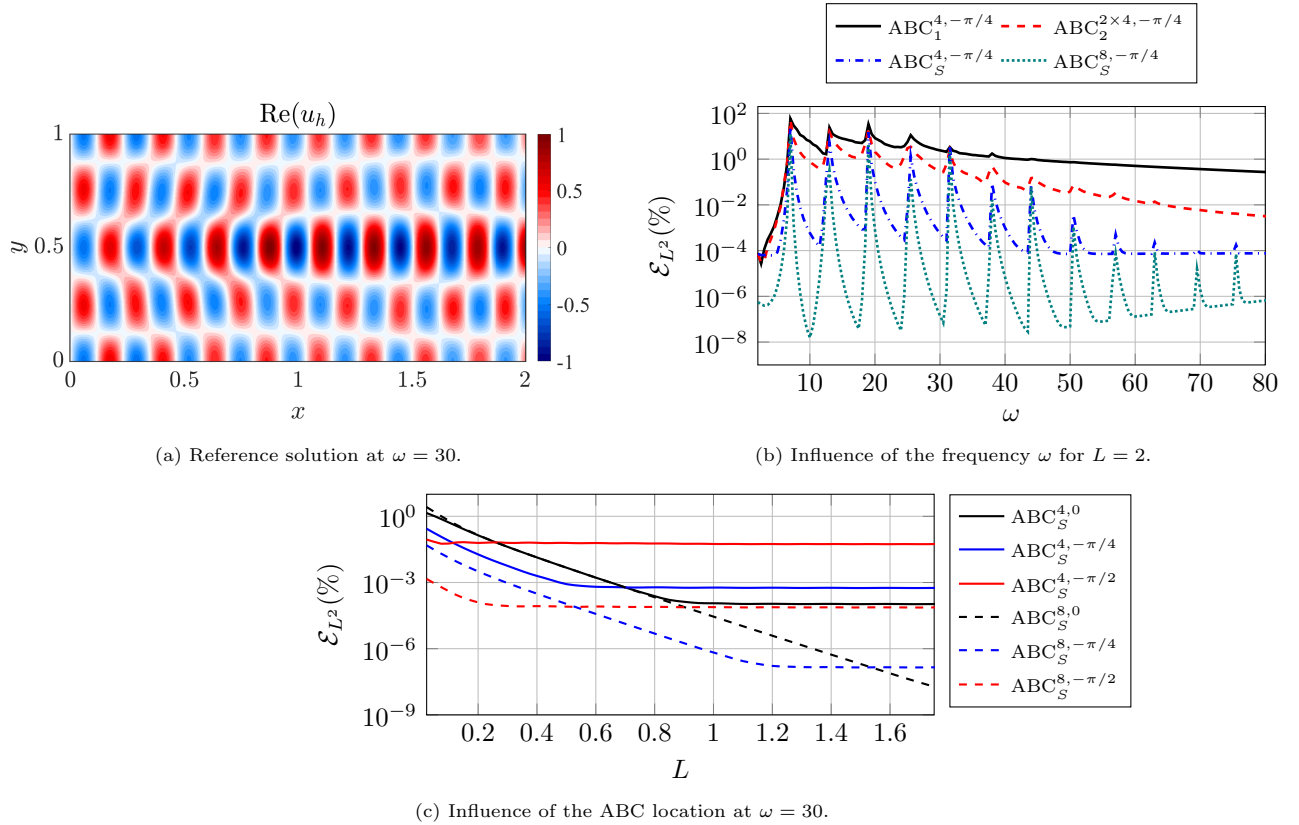 Re(u_h)
1
0.5
0
y
0
0.5
1
1.5
2
x
1
0.5
0
-0.5
-1
(a) Reference solution at ω = 30.
ABC_1^{4,−π/4}
ABC_2^{2×4,−π/4}
ABC_S^{4,−π/4}
ABC_S^{8,−π/4}
10^2
10^0
10^{−2}
10^{−4}
10^{−6}
10^{−8}
ℰ_{L^2}(%)
10 20 30 40 50 60 70 80
ω
(b) Influence of the frequency ω for L = 2.
10^0
10^{−3}
10^{−6}
10^{−9}
ℰ_{L^2}(%)
0.2 0.4 0.6 0.8 1 1.2 1.4 1.6
L
ABC_S^{4,0}
ABC_S^{4,−π/4}
ABC_S^{4,−π/2}
ABC_S^{8,0}
ABC_S^{8,−π/4}
ABC_S^{8,−π/2}
(c) Influence of the ABC location at ω = 30.